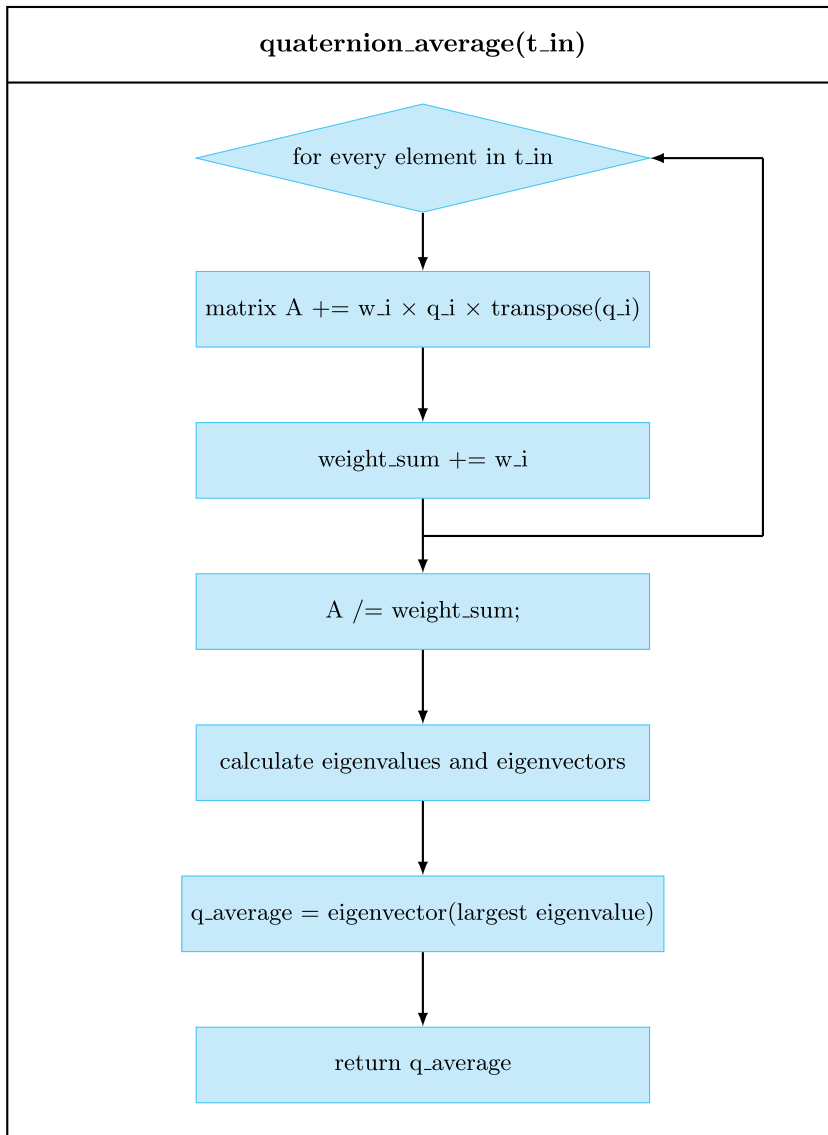 quaternion_average(t_in)
for every element in t_in
matrix A += w_i × q_i × transpose(q_i)
weight_sum += w_i
A /= weight_sum;
calculate eigenvalues and eigenvectors
q_average = eigenvector(largest eigenvalue)
return q_average